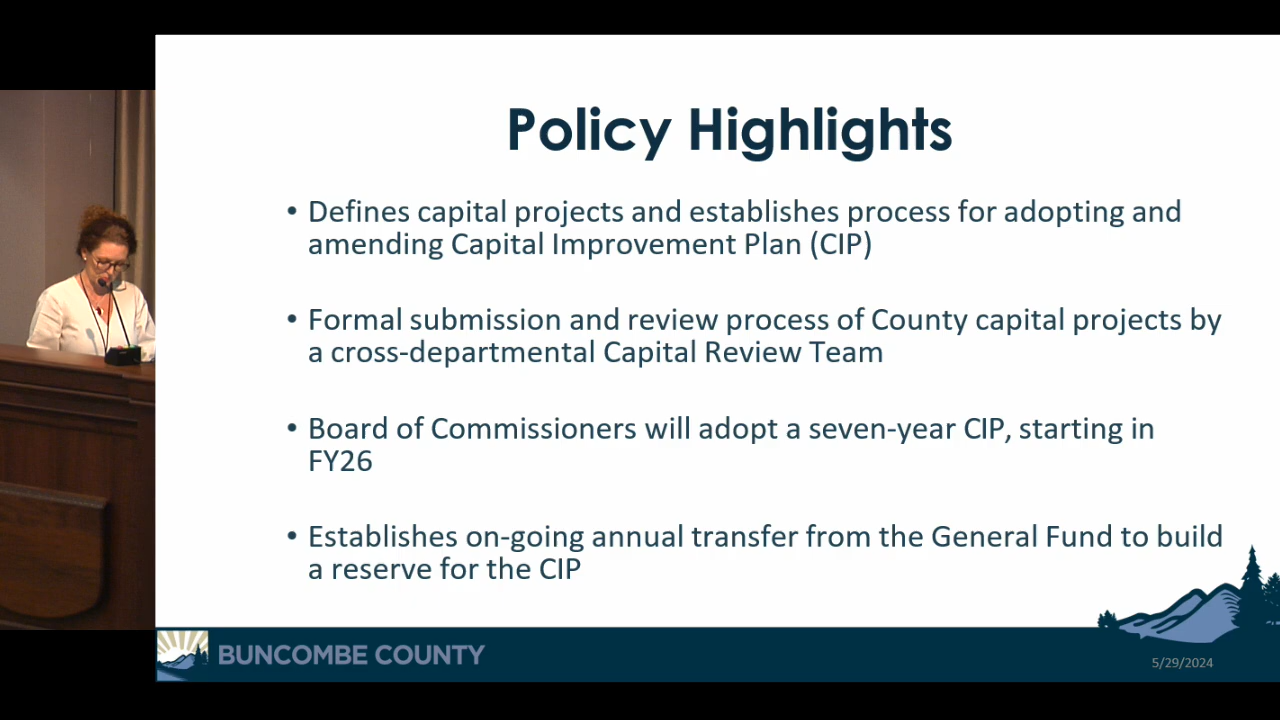 Policy Highlights
• Defines capital projects and establishes process for adopting and
amending Capital Improvement Plan (CIP)
• Formal submission and review process of County capital projects by
a cross-departmental Capital Review Team
• Board of Commissioners will adopt a seven-year CIP, starting in
FY26
• Establishes on-going annual transfer from the General Fund to build
a reserve for the CIP
BUNCOMBE COUNTY
5/29/2024